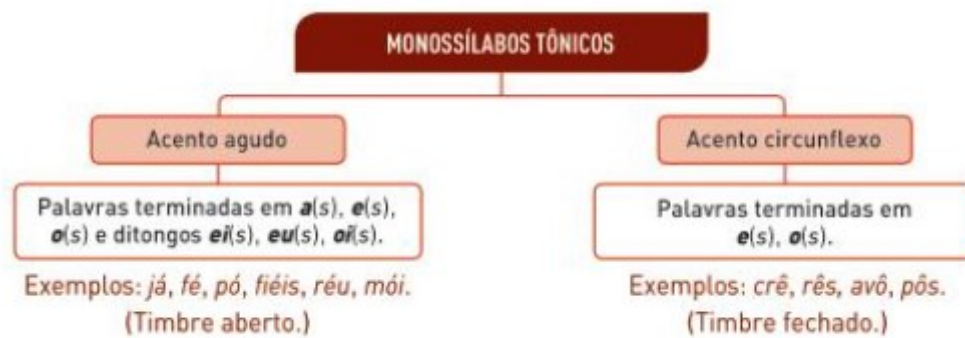 MONOSSÍLABOS TÔNICOS
Acento agudo
Palavras terminadas em a(s), e(s),
o(s) e ditongos ei(s), eu(s), oi(s).
Exemplos: já, fé, pó, fiéis, réu, mói.
(Timbre aberto.)
Acento circunflexo
Palavras terminadas em
e(s), o(s).
Exemplos: crê, rês, avô, pôs.
(Timbre fechado.)